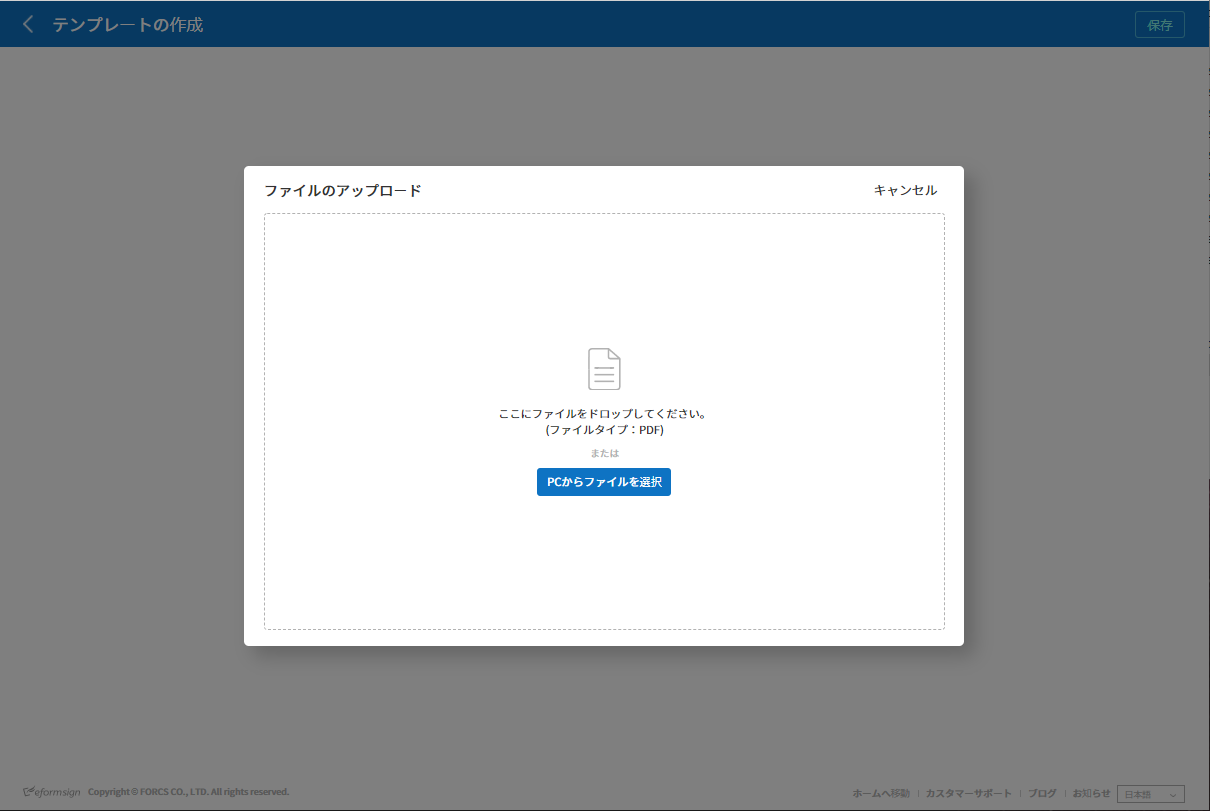 テンプレートの作成
保存
ファイルのアップロード
キャンセル
ここにファイルをドロップしてください。
(ファイルタイプ：PDF)
または
PCからファイルを選択
eformsign Copyright © FORCS CO., LTD. All rights reserved.
ホームへ移動 | カスタマーサポート | ブログ | お知らせ 日本語